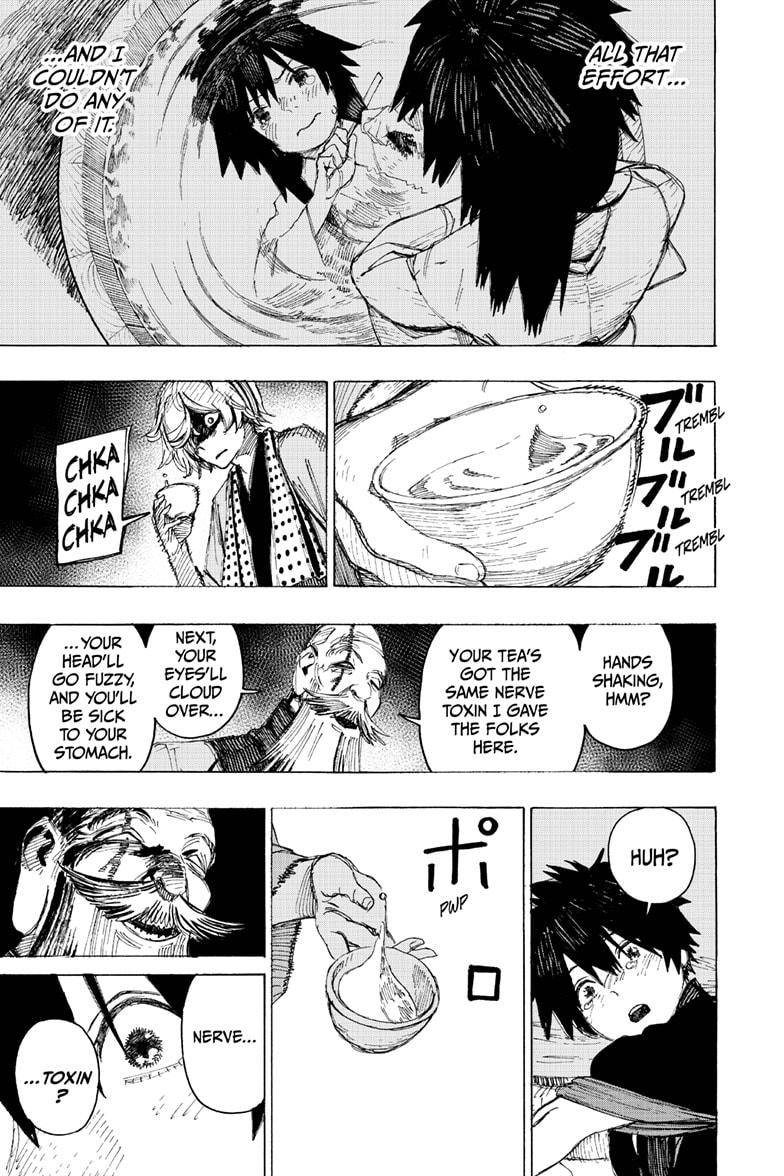 ALL THAT
EFFORT...
...AND I
COULDN'T
DO ANY
OF IT.
ブル
TREMBL
ブル
TREMBL
ブル
TREMBL
CHKA
CHKA
CHKA
HANDS
SHAKING,
HMM?
YOUR TEA'S
GOT THE
SAME NERVE
TOXIN I GAVE
THE FOLKS
HERE.
NEXT,
YOUR
EYES'LL
CLOUD
OVER...
...YOUR
HEAD'LL
GO FUZZY,
AND YOU'LL
BE SICK
TO YOUR
STOMACH.
HUH?
ポロ
PWP
NERVE...
...TOXIN
?